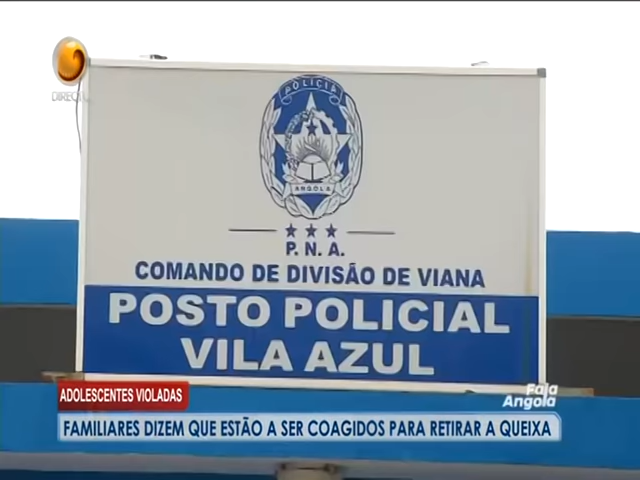 DIRECTO
POLÍCIA
ANGOLA
P. N. A.
COMANDO DE DIVISÃO DE VIANA
POSTO POLICIAL
VILA AZUL
ADOLESCENTES VIOLADAS
Fala
Angola
FAMILIARES DIZEM QUE ESTÃO A SER COAGIDOS PARA RETIRAR A QUEIXA